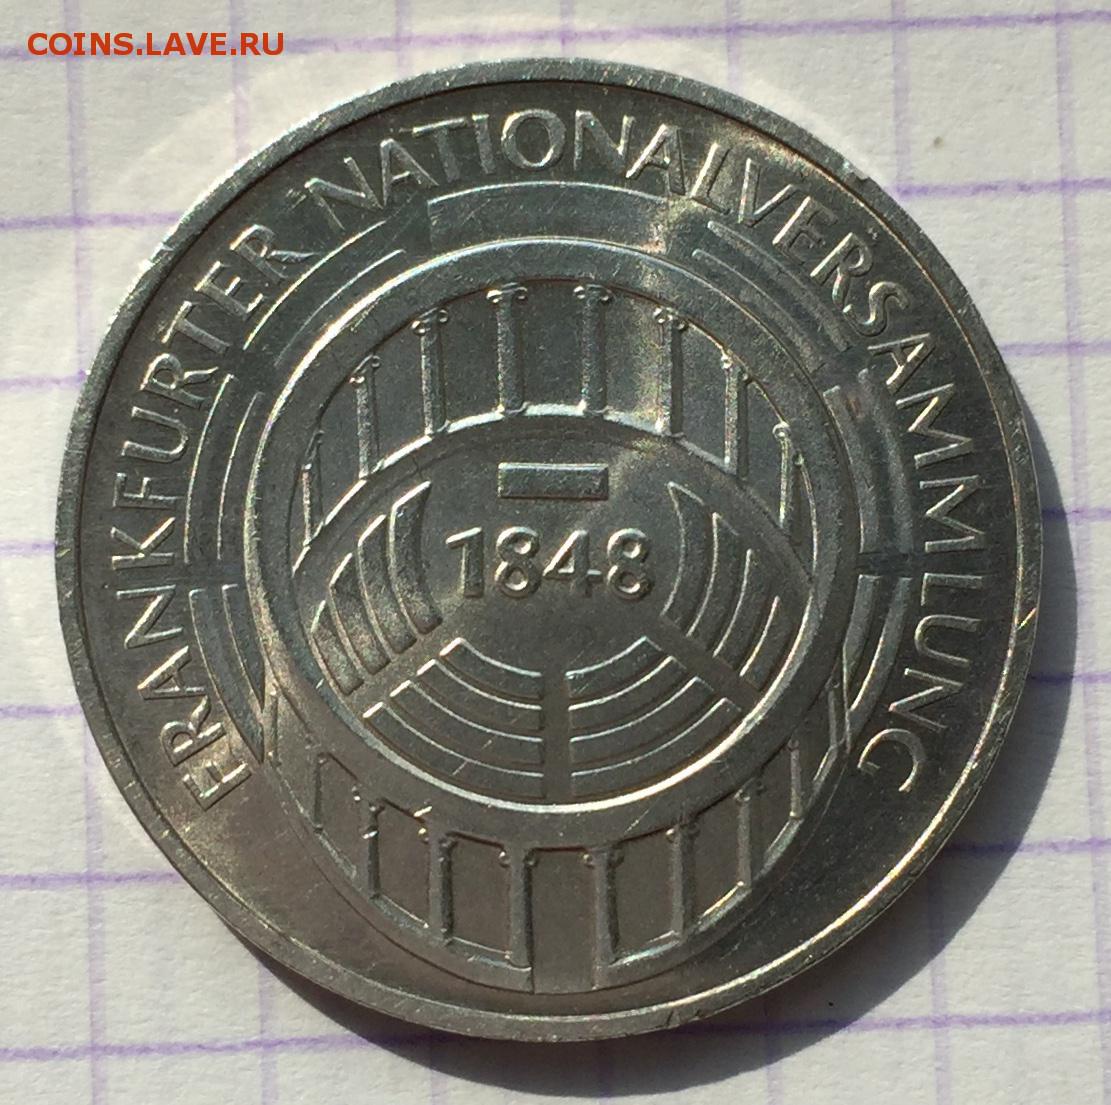 COINS.LAVE.RU
FRANKFURTER NATIONALVERSAMMLUNG
1848